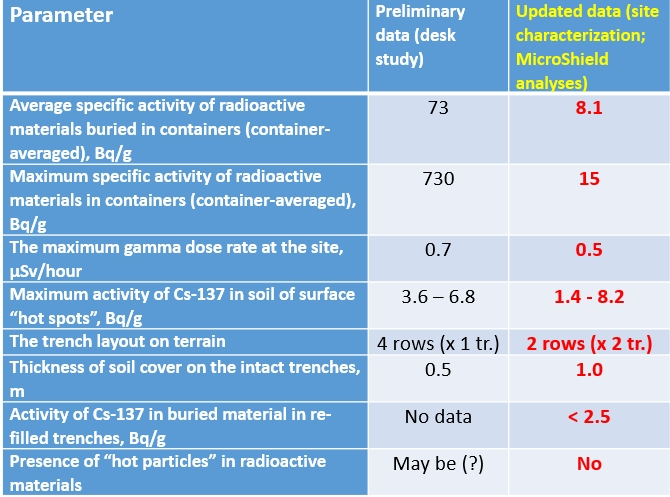 Parameter
Preliminary
data (desk
study)
Updated data (site
characterization;
MicroShield
analyses)
Average specific activity of radioactive
materials buried in containers (container-
averaged), Bq/g
73
8.1
Maximum specific activity of radioactive
materials in containers (container-averaged),
Bq/g
730
15
The maximum gamma dose rate at the site,
µSv/hour
0.7
0.5
Maximum activity of Cs-137 in soil of surface
“hot spots”, Bq/g
3.6 – 6.8
1.4 - 8.2
The trench layout on terrain
4 rows (x 1 tr.)
2 rows (x 2 tr.)
Thickness of soil cover on the intact trenches,
m
0.5
1.0
Activity of Cs-137 in buried material in re-
filled trenches, Bq/g
No data
< 2.5
Presence of “hot particles” in radioactive
materials
May be (?)
No